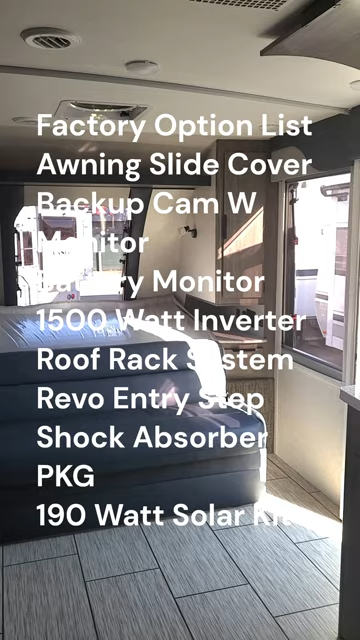 Factory Option List
Awning Slide Cover
Backup Cam W
Monitor
Battery Monitor
1500 Watt Inverter
Roof Rack System
Revo Entry Step
Shock Absorber
PKG
190 Watt Solar Kit